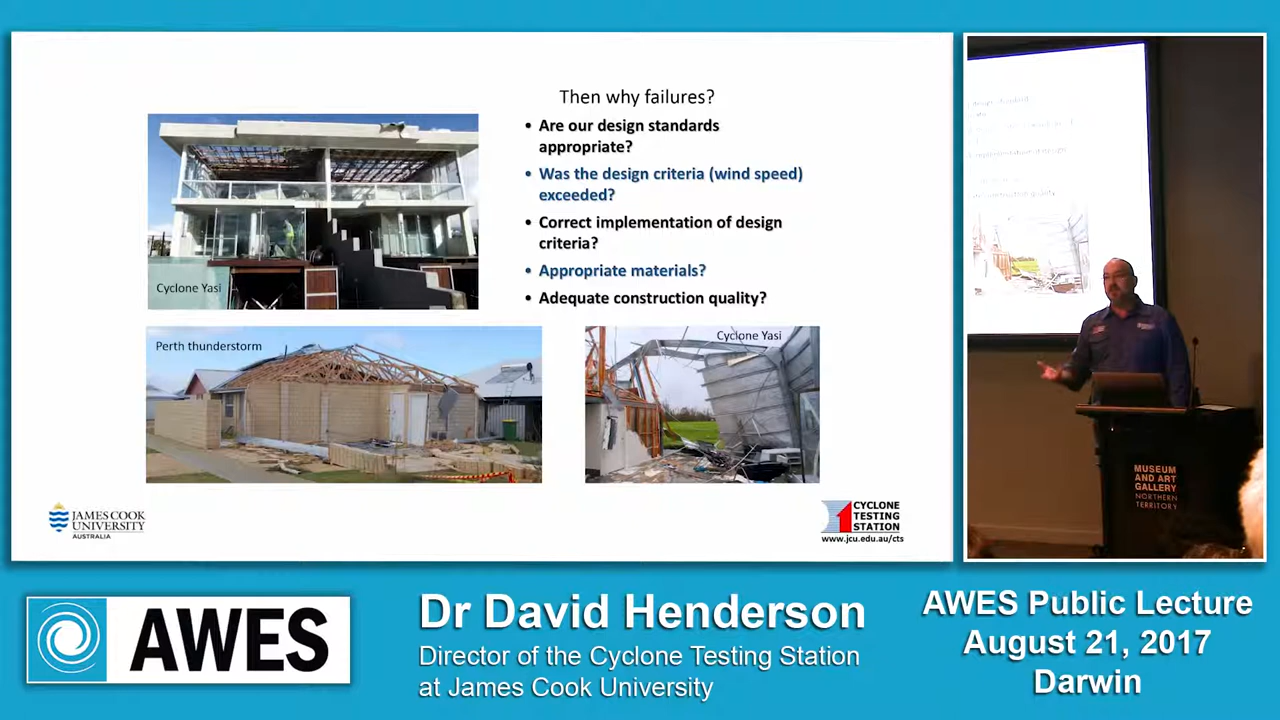 Then why failures?
• Are our design standards
appropriate?
• Was the design criteria (wind speed)
exceeded?
• Correct implementation of design
criteria?
• Appropriate materials?
• Adequate construction quality?
Cyclone Yasi
Perth thunderstorm
Cyclone Yasi
JAMES COOK
UNIVERSITY
AUSTRALIA
CYCLONE
TESTING
STATION
www.jcu.edu.au/cts
MUSEUM
AND ART
GALLERY
NORTHERN
TERRITORY
AWES
Dr David Henderson
Director of the Cyclone Testing Station
at James Cook University
AWES Public Lecture
August 21, 2017
Darwin